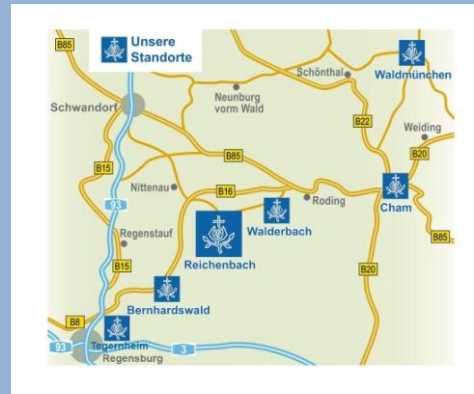 Unsere
Standorte
B85
Schönthal
Waldmünchen
Neunburg
vorm Wald
Schwandorf
B22
Weiding
B20
B85
B15
Nittenau
B16
Roding
Cham
93
Walderbach
Regenstauf
B85
Reichenbach
B15
B20
Bernhardswald
B8
93
Tegernheim
Regensburg
3